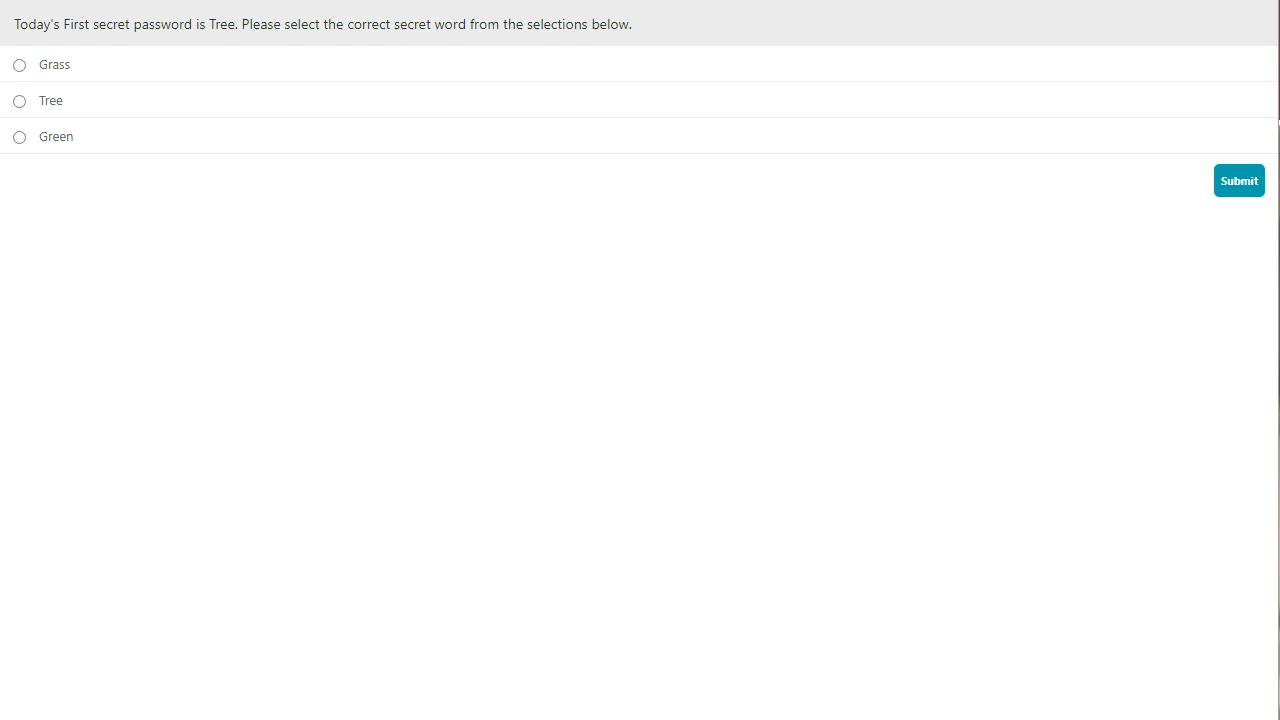 Today's First secret password is Tree. Please select the correct secret word from the selections below.
Grass
Tree
Green
Submit